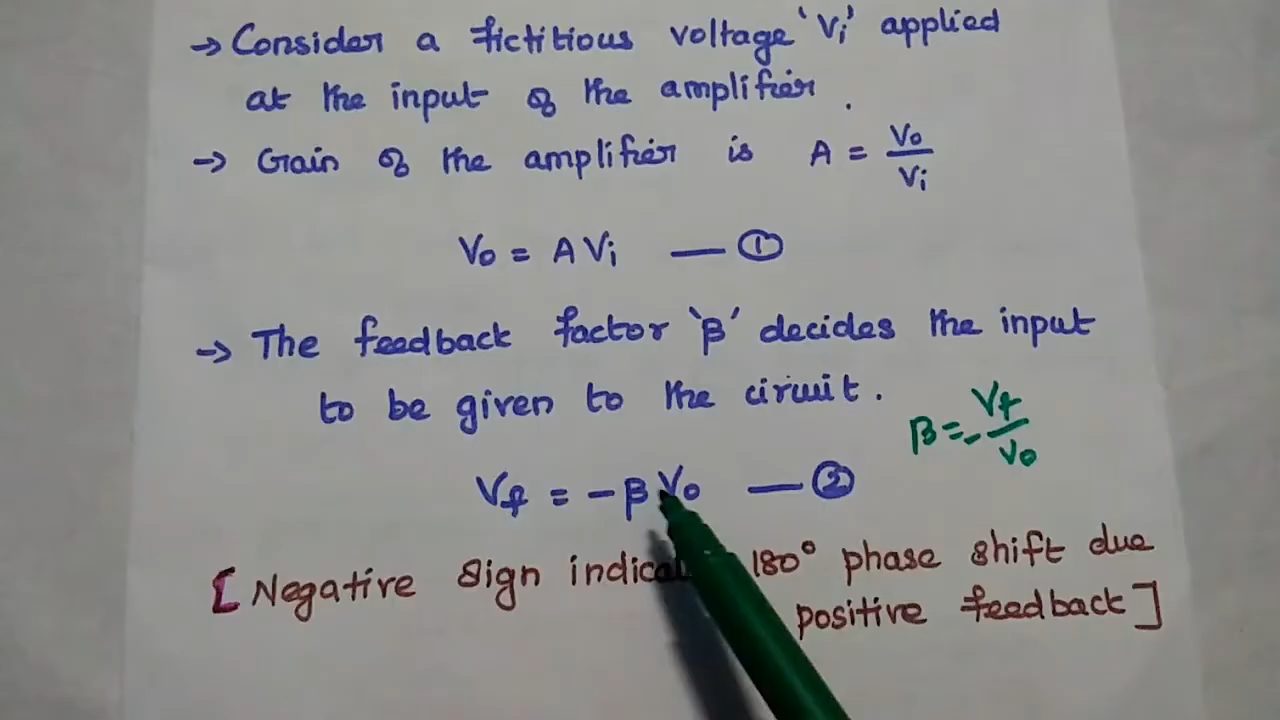 → Consider a fictitious voltage 'Vi' applied
at the input of the amplifier.
→ Gain of the amplifier is A = Vo/Vi
Vo = A Vi — ①
→ The feedback factor 'β' decides the input
to be given to the circuit.
β = - Vf/Vo
Vf = - β Vo — ②
[Negative sign 180° phase shift due
positive feedback]